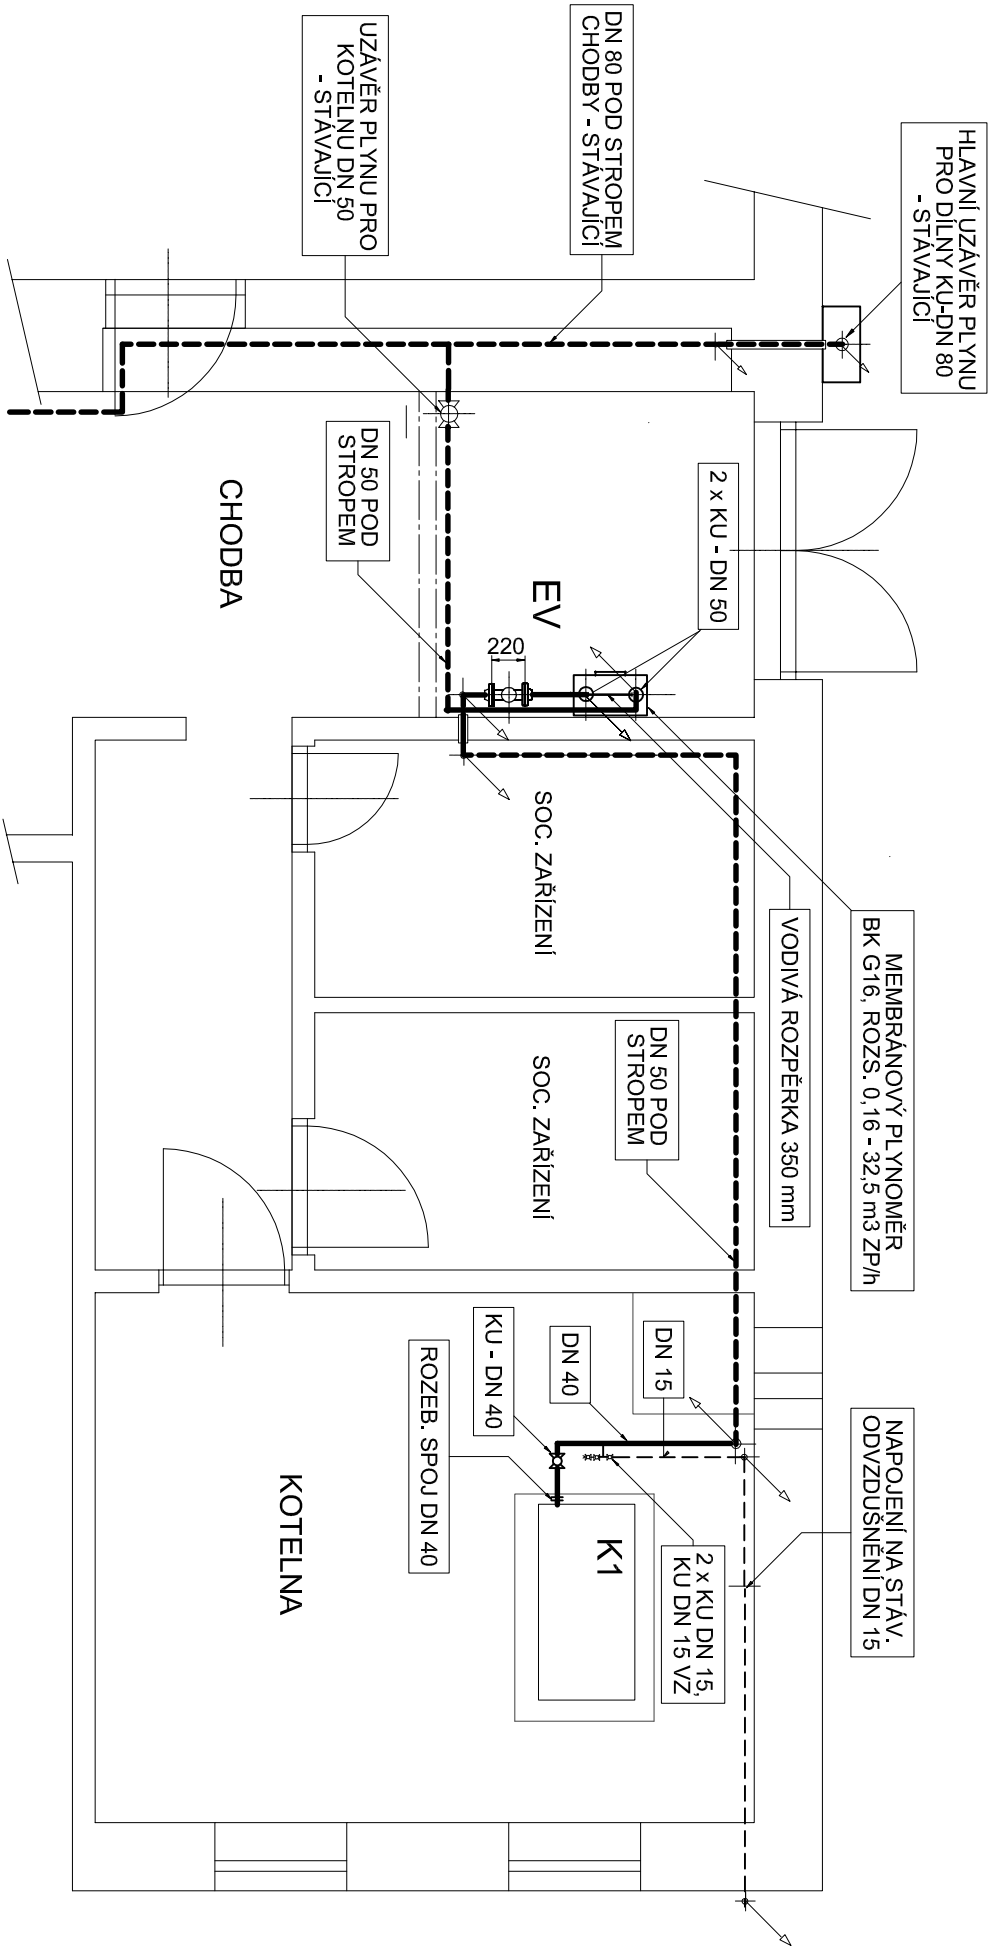 HLAVNÍ UZÁVĚR PLYNU
PRO DÍLNY KU-DN 80
- STÁVAJÍCÍ
DN 80 POD STROPEM
CHODBY - STÁVAJÍCÍ
UZÁVĚR PLYNU PRO
KOTELNU DN 50
- STÁVAJÍCÍ
2 x KU - DN 50
DN 50 POD
STROPEM
CHODBA
EV
220
MEMBRÁNOVÝ PLYNOMĚR
BK G16, ROZS. 0,16 - 32,5 m3 ZP/h
VODIVÁ ROZPĚRKA 350 mm
SOC. ZAŘÍZENÍ
DN 50 POD
STROPEM
SOC. ZAŘÍZENÍ
NAPOJENÍ NA STÁV.
ODVZDUŠNĚNÍ DN 15
DN 15
DN 40
KU - DN 40
ROZEB. SPOJ DN 40
2 x KU DN 15,
KU DN 15 VZ
K1
KOTELNA